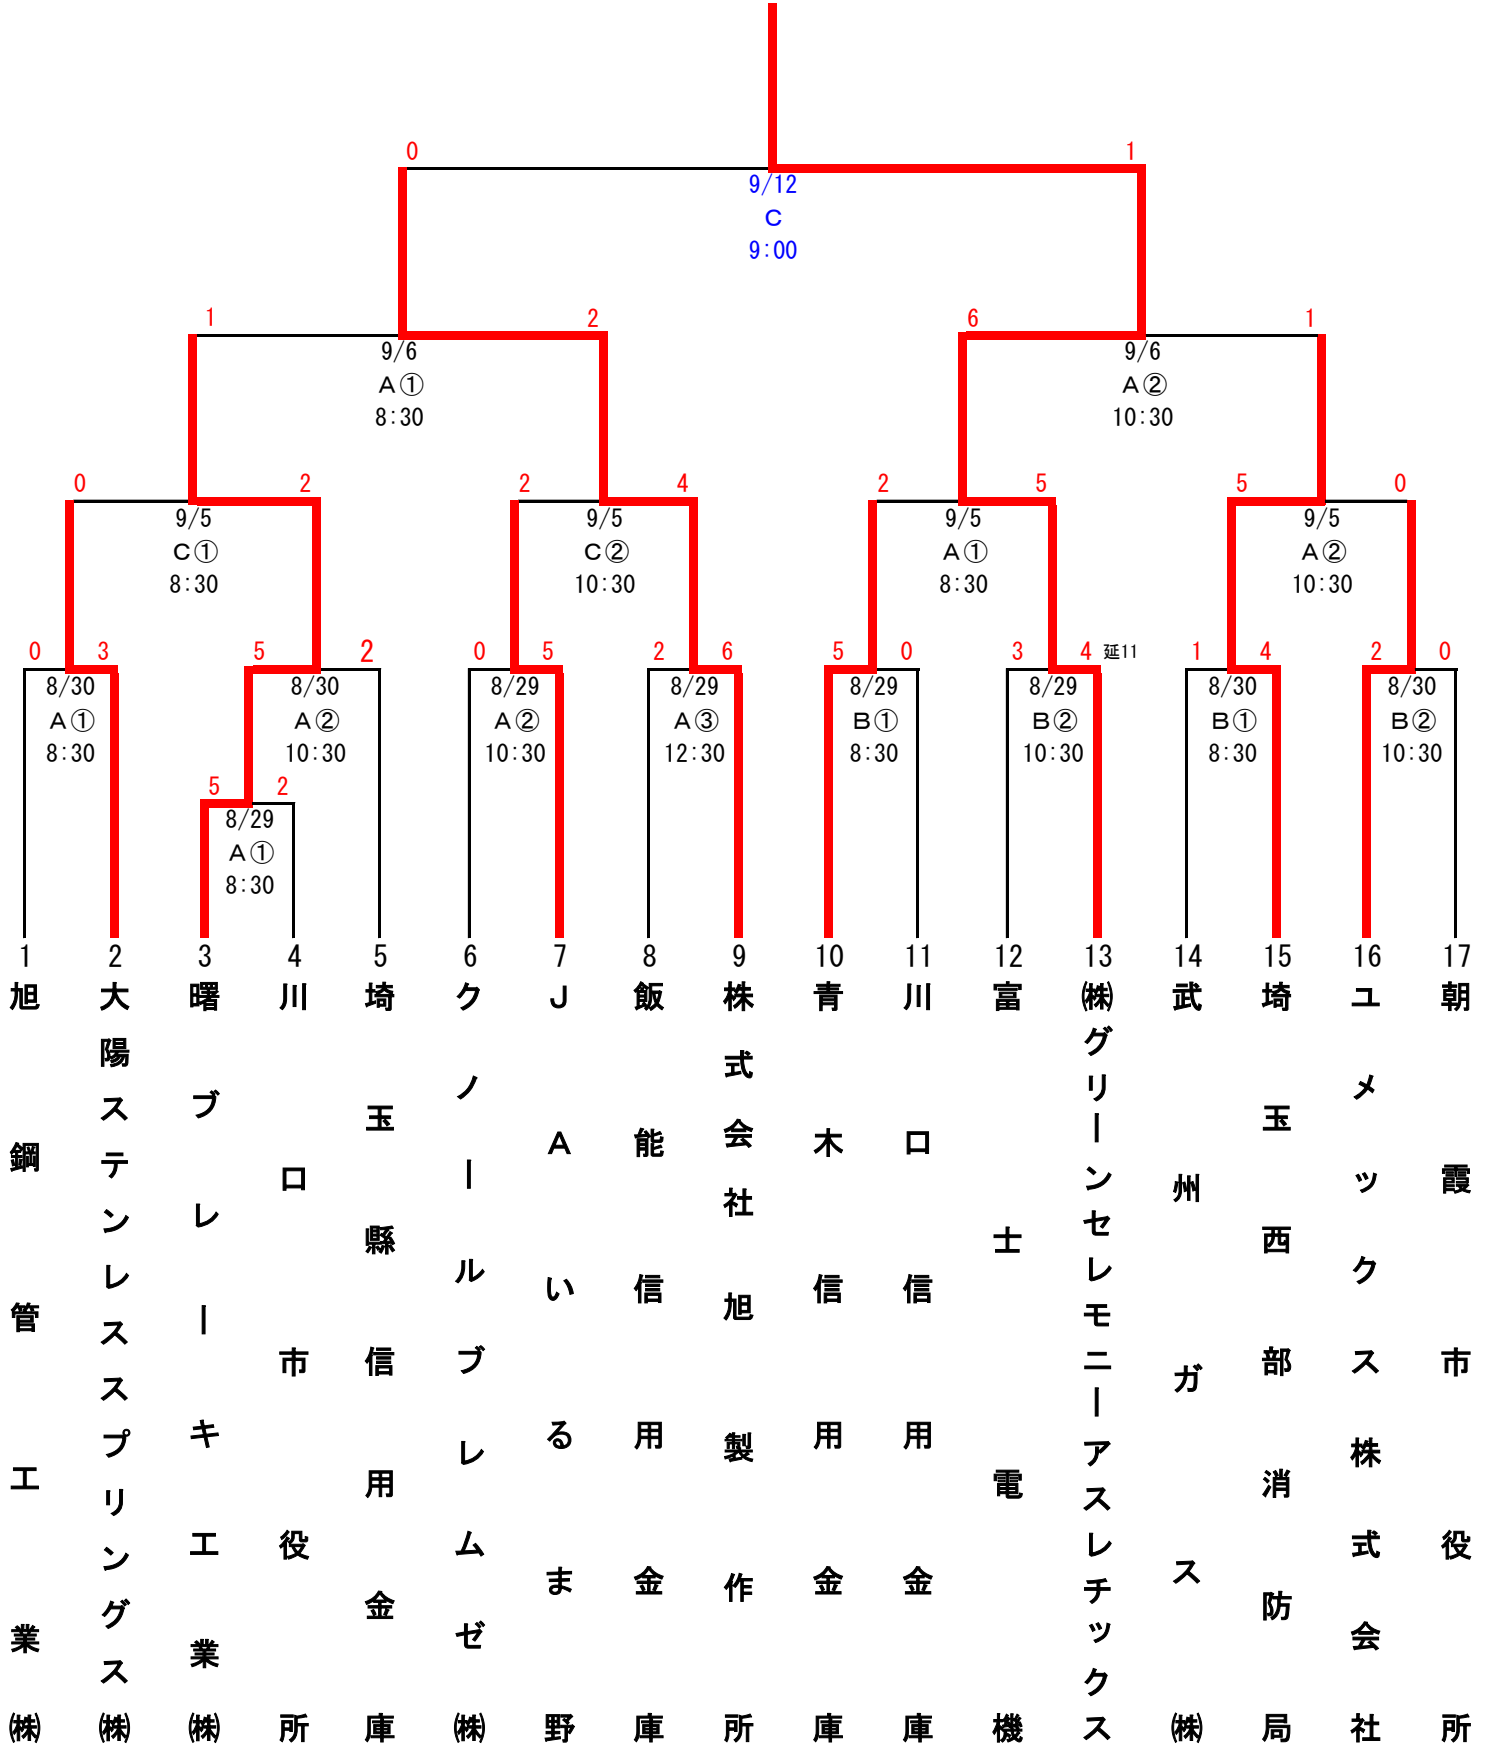 0 1
9/12
C
9:00
1 2 6 1
9/6 9/6
A① A②
8:30 10:30
0 2 2 4 2 5 5 0
9/5 9/5 9/5 9/5
C① C② A① A②
8:30 10:30 8:30 10:30
0 3 5 2 0 5 2 6 5 0 3 4 延11 1 4 2 0
8/30 8/30 8/29 8/29 8/29 8/29 8/30 8/30
A① A② A② A③ B① B② B① B②
8:30 10:30 10:30 12:30 8:30 10:30 8:30 10:30
5 2
8/29
A①
8:30
1 2 3 4 5 6 7 8 9 10 11 12 13 14 15 16 17
旭鋼管工業㈱
大陽ステンレススプリングス㈱
曙ブレーキ工業㈱
川口市役所
埼玉縣信用金庫
クノールブレムゼ㈱
JAいるま野
飯能信用金庫
株式会社旭製作所
青木信用金庫
川口信用金庫
富士電機
㈱グリーンセレモニーアスレチックス
武州ガス㈱
埼玉西部消防局
ユメックス株式会社
朝霞市役所